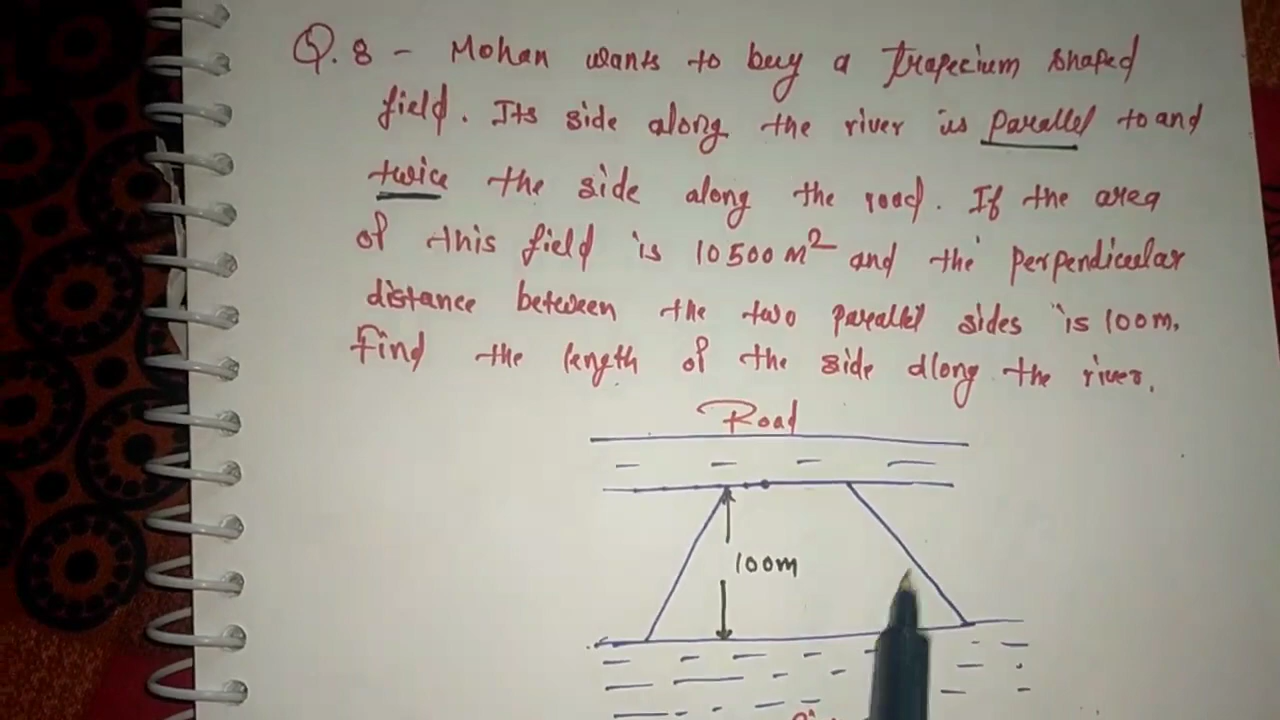 Q.8 - Mohan wants to buy a trapecium shaped
field. Its side along the river is parallel to and
twice the side along the road. If the area
of this field is 10500 m² and the perpendicular
distance between the two parallel sides is 100m.
Find the length of the side along the river.
Road
100m